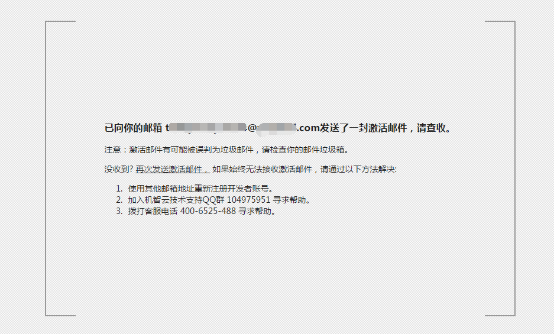 已向你的邮箱 t @ .com发送了一封激活邮件，请查收。
注意：激活邮件有可能被误判为垃圾邮件，请检查你的邮件垃圾箱。
没收到? 再次发送激活邮件 。 如果始终无法接收激活邮件，请通过以下方法解决:
1. 使用其他邮箱地址重新注册开发者账号。
2. 加入机智云技术支持QQ群 104975951 寻求帮助。
3. 拨打客服电话 400-6525-488 寻求帮助。